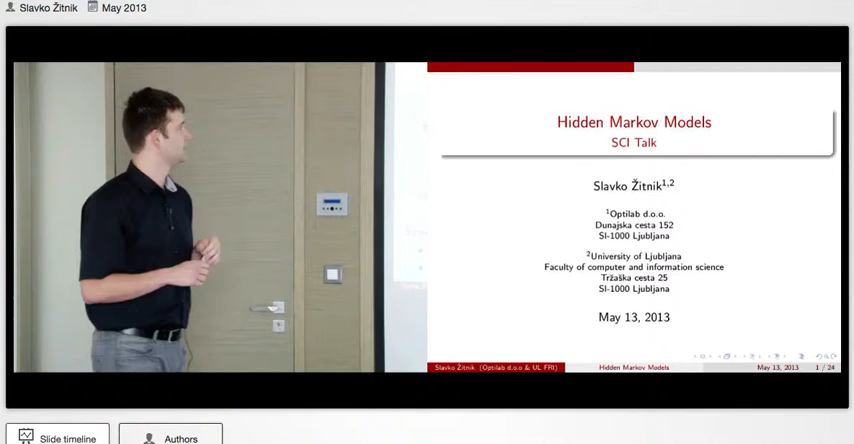 Slavko Žitnik May 2013
Hidden Markov Models
SCI Talk
Slavko Žitnik1,2
1Optilab d.o.o.
Dunajska cesta 152
SI-1000 Ljubljana
2University of Ljubljana
Faculty of computer and information science
Tržaška cesta 25
SI-1000 Ljubljana
May 13, 2013
Slavko Žitnik (Optilab d.o.o & UL FRI) Hidden Markov Models May 13, 2013 1 / 24
Slide timeline Authors